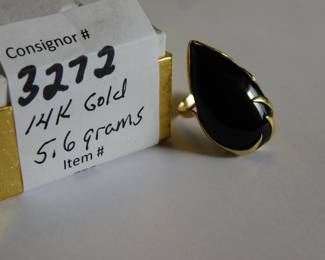 Consignor #
3272
14K Gold
5.6 grams
Item #